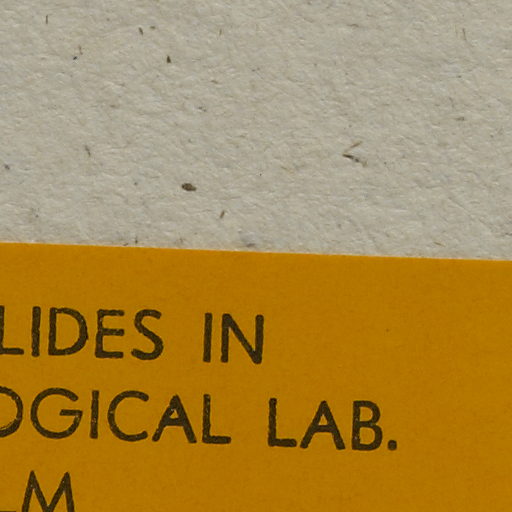 LIDES IN
OGICAL LAB.
LM